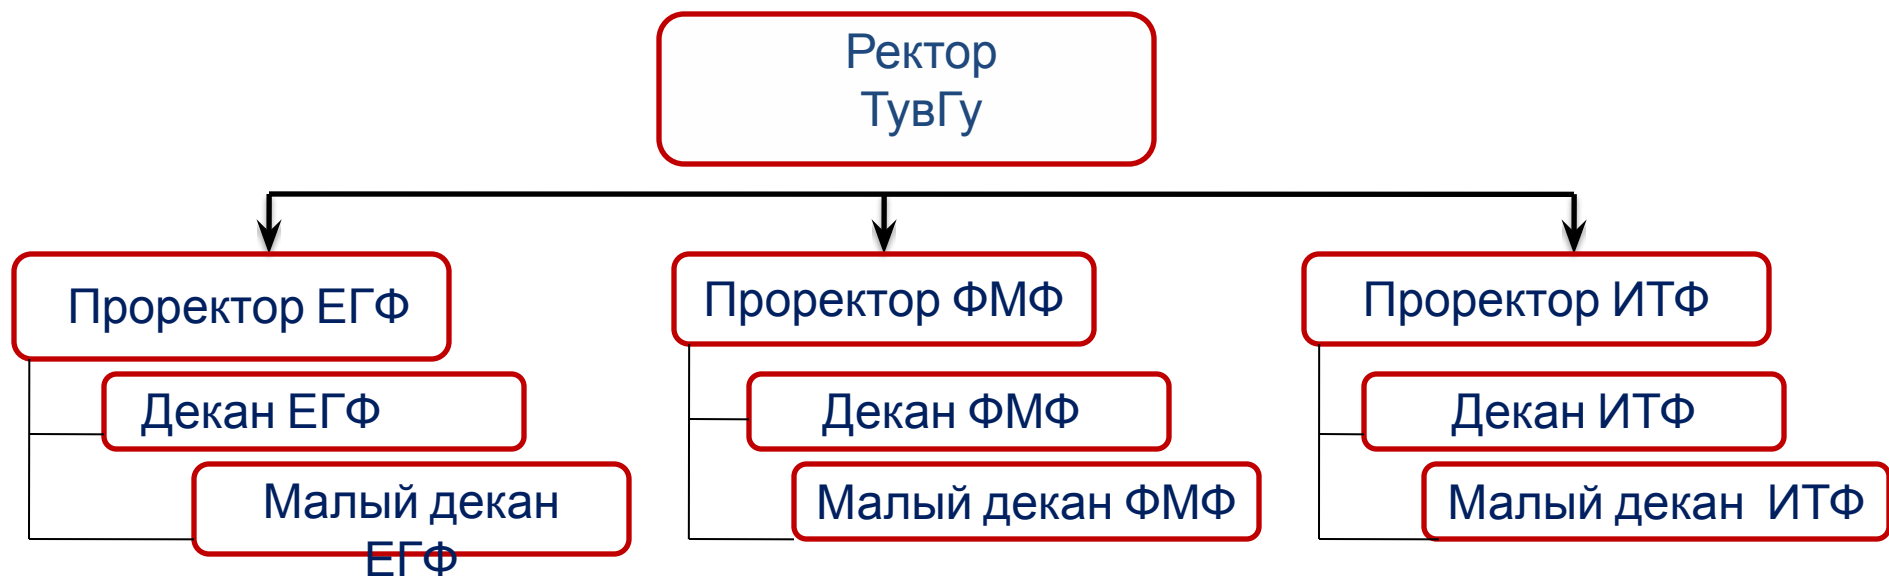 Ректор
ТувГу
Проректор ЕГФ
Декан ЕГФ
Малый декан
ЕГФ
Проректор ФМФ
Декан ФМФ
Малый декан ФМФ
Проректор ИТФ
Декан ИТФ
Малый декан ИТФ